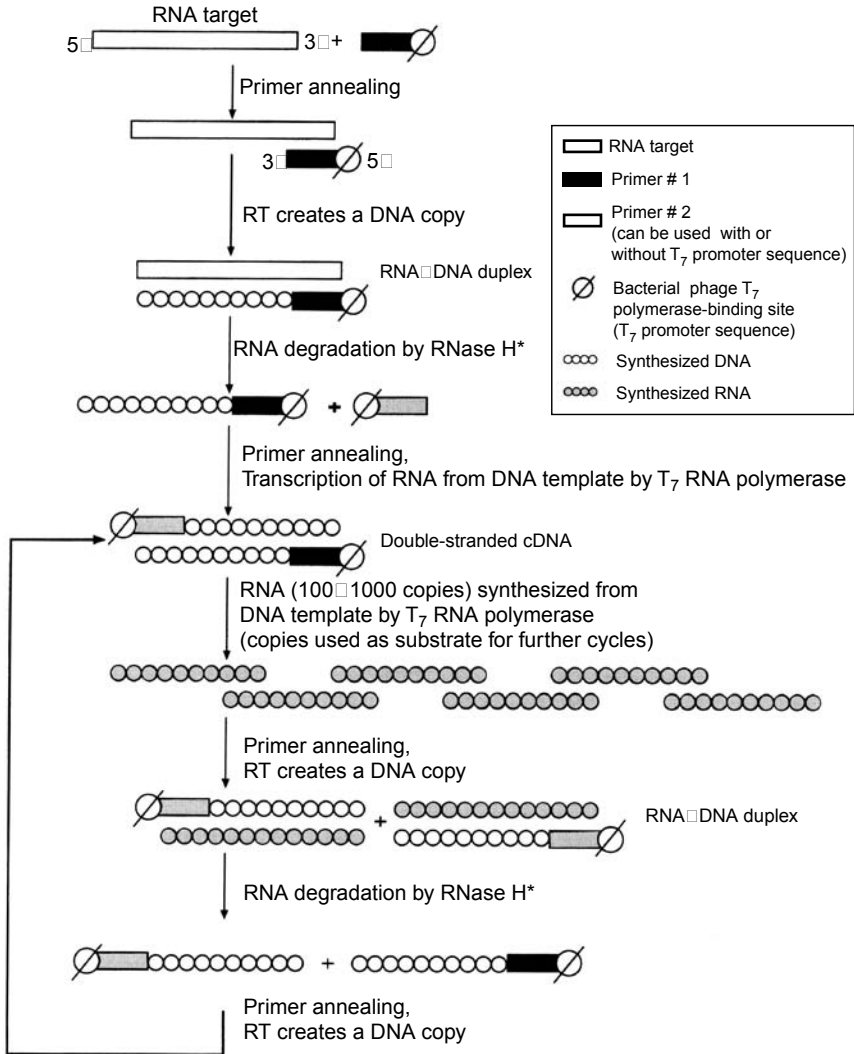 RNA target
5□ 3□+
Primer annealing
3□ 5□
RT creates a DNA copy
RNA□DNA duplex
RNA degradation by RNase H*
+
Primer annealing,
Transcription of RNA from DNA template by T7 RNA polymerase
Double-stranded cDNA
RNA (100□1000 copies) synthesized from
DNA template by T7 RNA polymerase
(copies used as substrate for further cycles)
Primer annealing,
RT creates a DNA copy
+
RNA□DNA duplex
RNA degradation by RNase H*
+
Primer annealing,
RT creates a DNA copy
RNA target
Primer # 1
Primer # 2
(can be used with or
without T7 promoter sequence)
Bacterial phage T7
polymerase-binding site
(T7 promoter sequence)
Synthesized DNA
Synthesized RNA